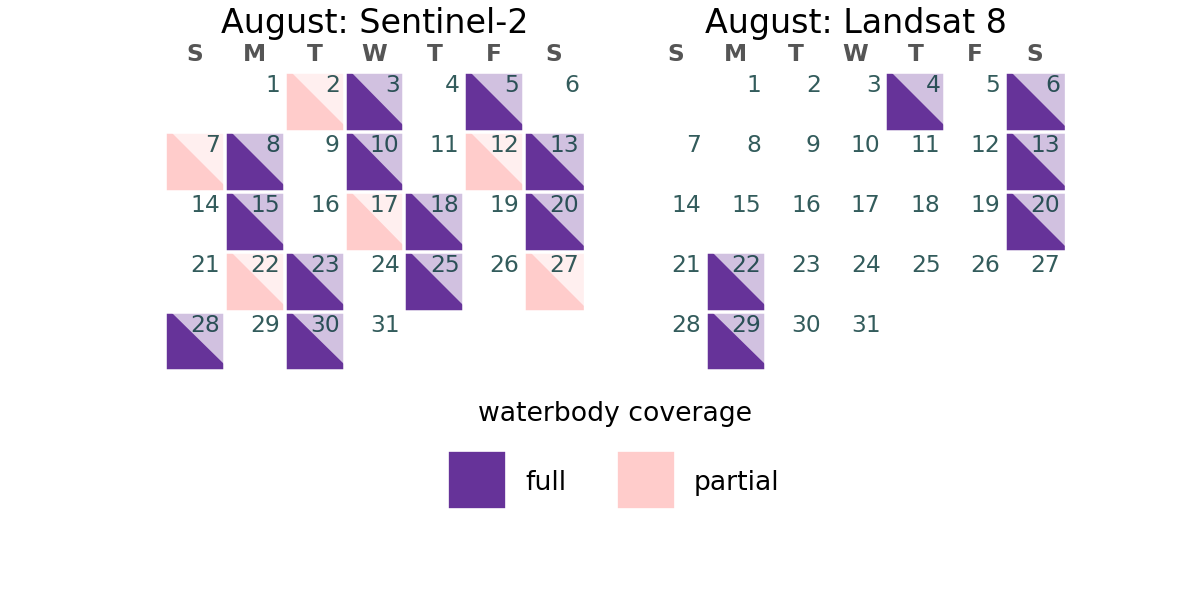 August: Sentinel-2
S M T W T F S
1 2 3 4 5 6
7 8 9 10 11 12 13
14 15 16 17 18 19 20
21 22 23 24 25 26 27
28 29 30 31
August: Landsat 8
S M T W T F S
1 2 3 4 5 6
7 8 9 10 11 12 13
14 15 16 17 18 19 20
21 22 23 24 25 26 27
28 29 30 31
waterbody coverage
full partial